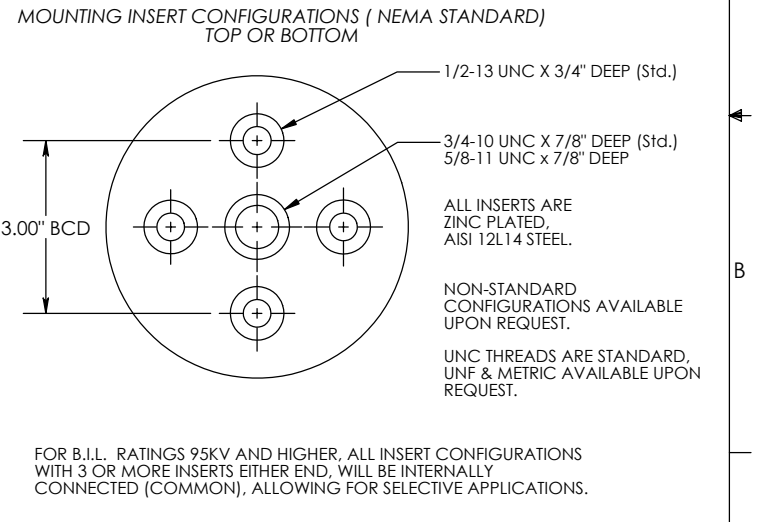 MOUNTING INSERT CONFIGURATIONS ( NEMA STANDARD)
TOP OR BOTTOM
1/2-13 UNC X 3/4" DEEP (Std.)
3/4-10 UNC X 7/8" DEEP (Std.)
5/8-11 UNC x 7/8" DEEP
3.00" BCD
ALL INSERTS ARE
ZINC PLATED,
AISI 12L14 STEEL.
B
NON-STANDARD
CONFIGURATIONS AVAILABLE
UPON REQUEST.
UNC THREADS ARE STANDARD,
UNF & METRIC AVAILABLE UPON
REQUEST.
FOR B.I.L. RATINGS 95KV AND HIGHER, ALL INSERT CONFIGURATIONS
WITH 3 OR MORE INSERTS EITHER END, WILL BE INTERNALLY
CONNECTED (COMMON), ALLOWING FOR SELECTIVE APPLICATIONS.